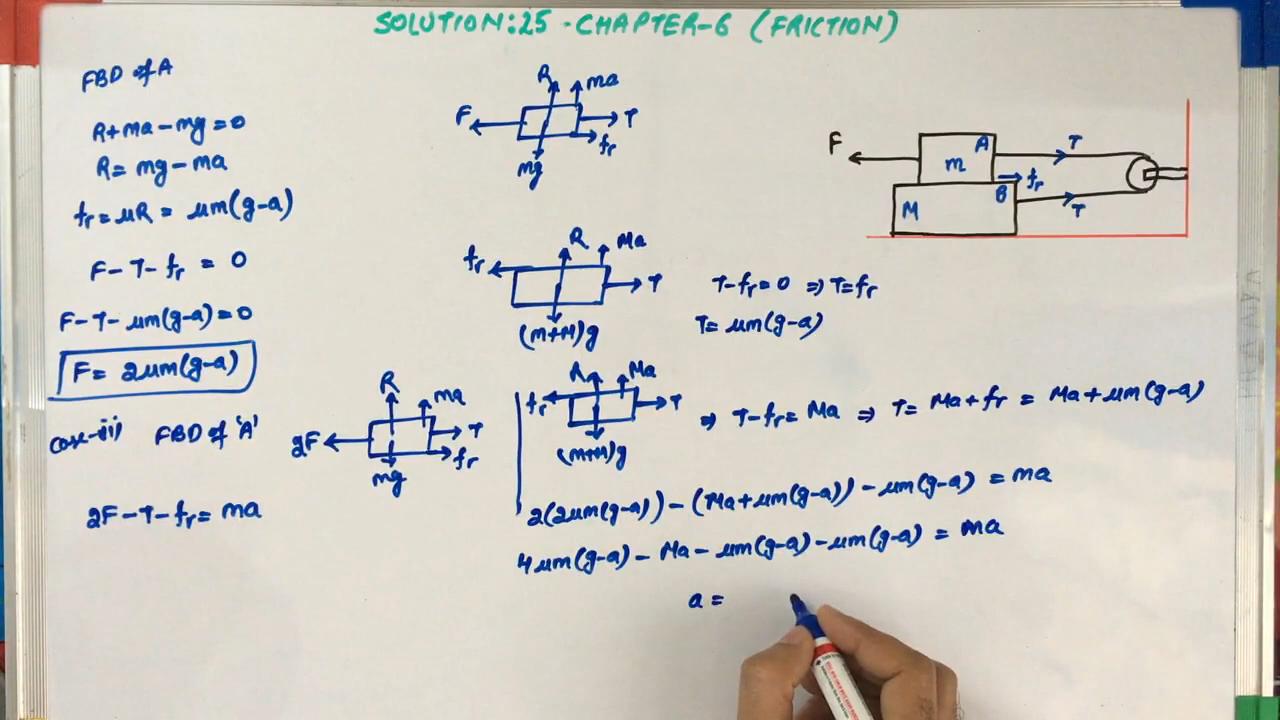 SOLUTION:25 - CHAPTER-6 (FRICTION)
FBD of A
R+ma-mg=0
R= mg-ma
fr=μR= μm(g-a)
F-T-fr = 0
F-T-μm(g-a)=0
F= 2μm(g-a)
case-ii) FBD of 'A'
2F-T-fr= ma
R ma
F T
fr
mg
R Ma
fr T
(m+M)g
T-fr=0 ⇒T=fr
T= μm(g-a)
R ma
2F T
fr
mg
R Ma
fr T
(m+M)g
⇒ T-fr= Ma ⇒ T= Ma+fr = Ma+μm(g-a)
2(2μm(g-a)) - (Ma+μm(g-a)) - μm(g-a) = ma
4μm(g-a) - Ma - μm(g-a) - μm(g-a) = ma
a =
F A T
m
fr
M B T